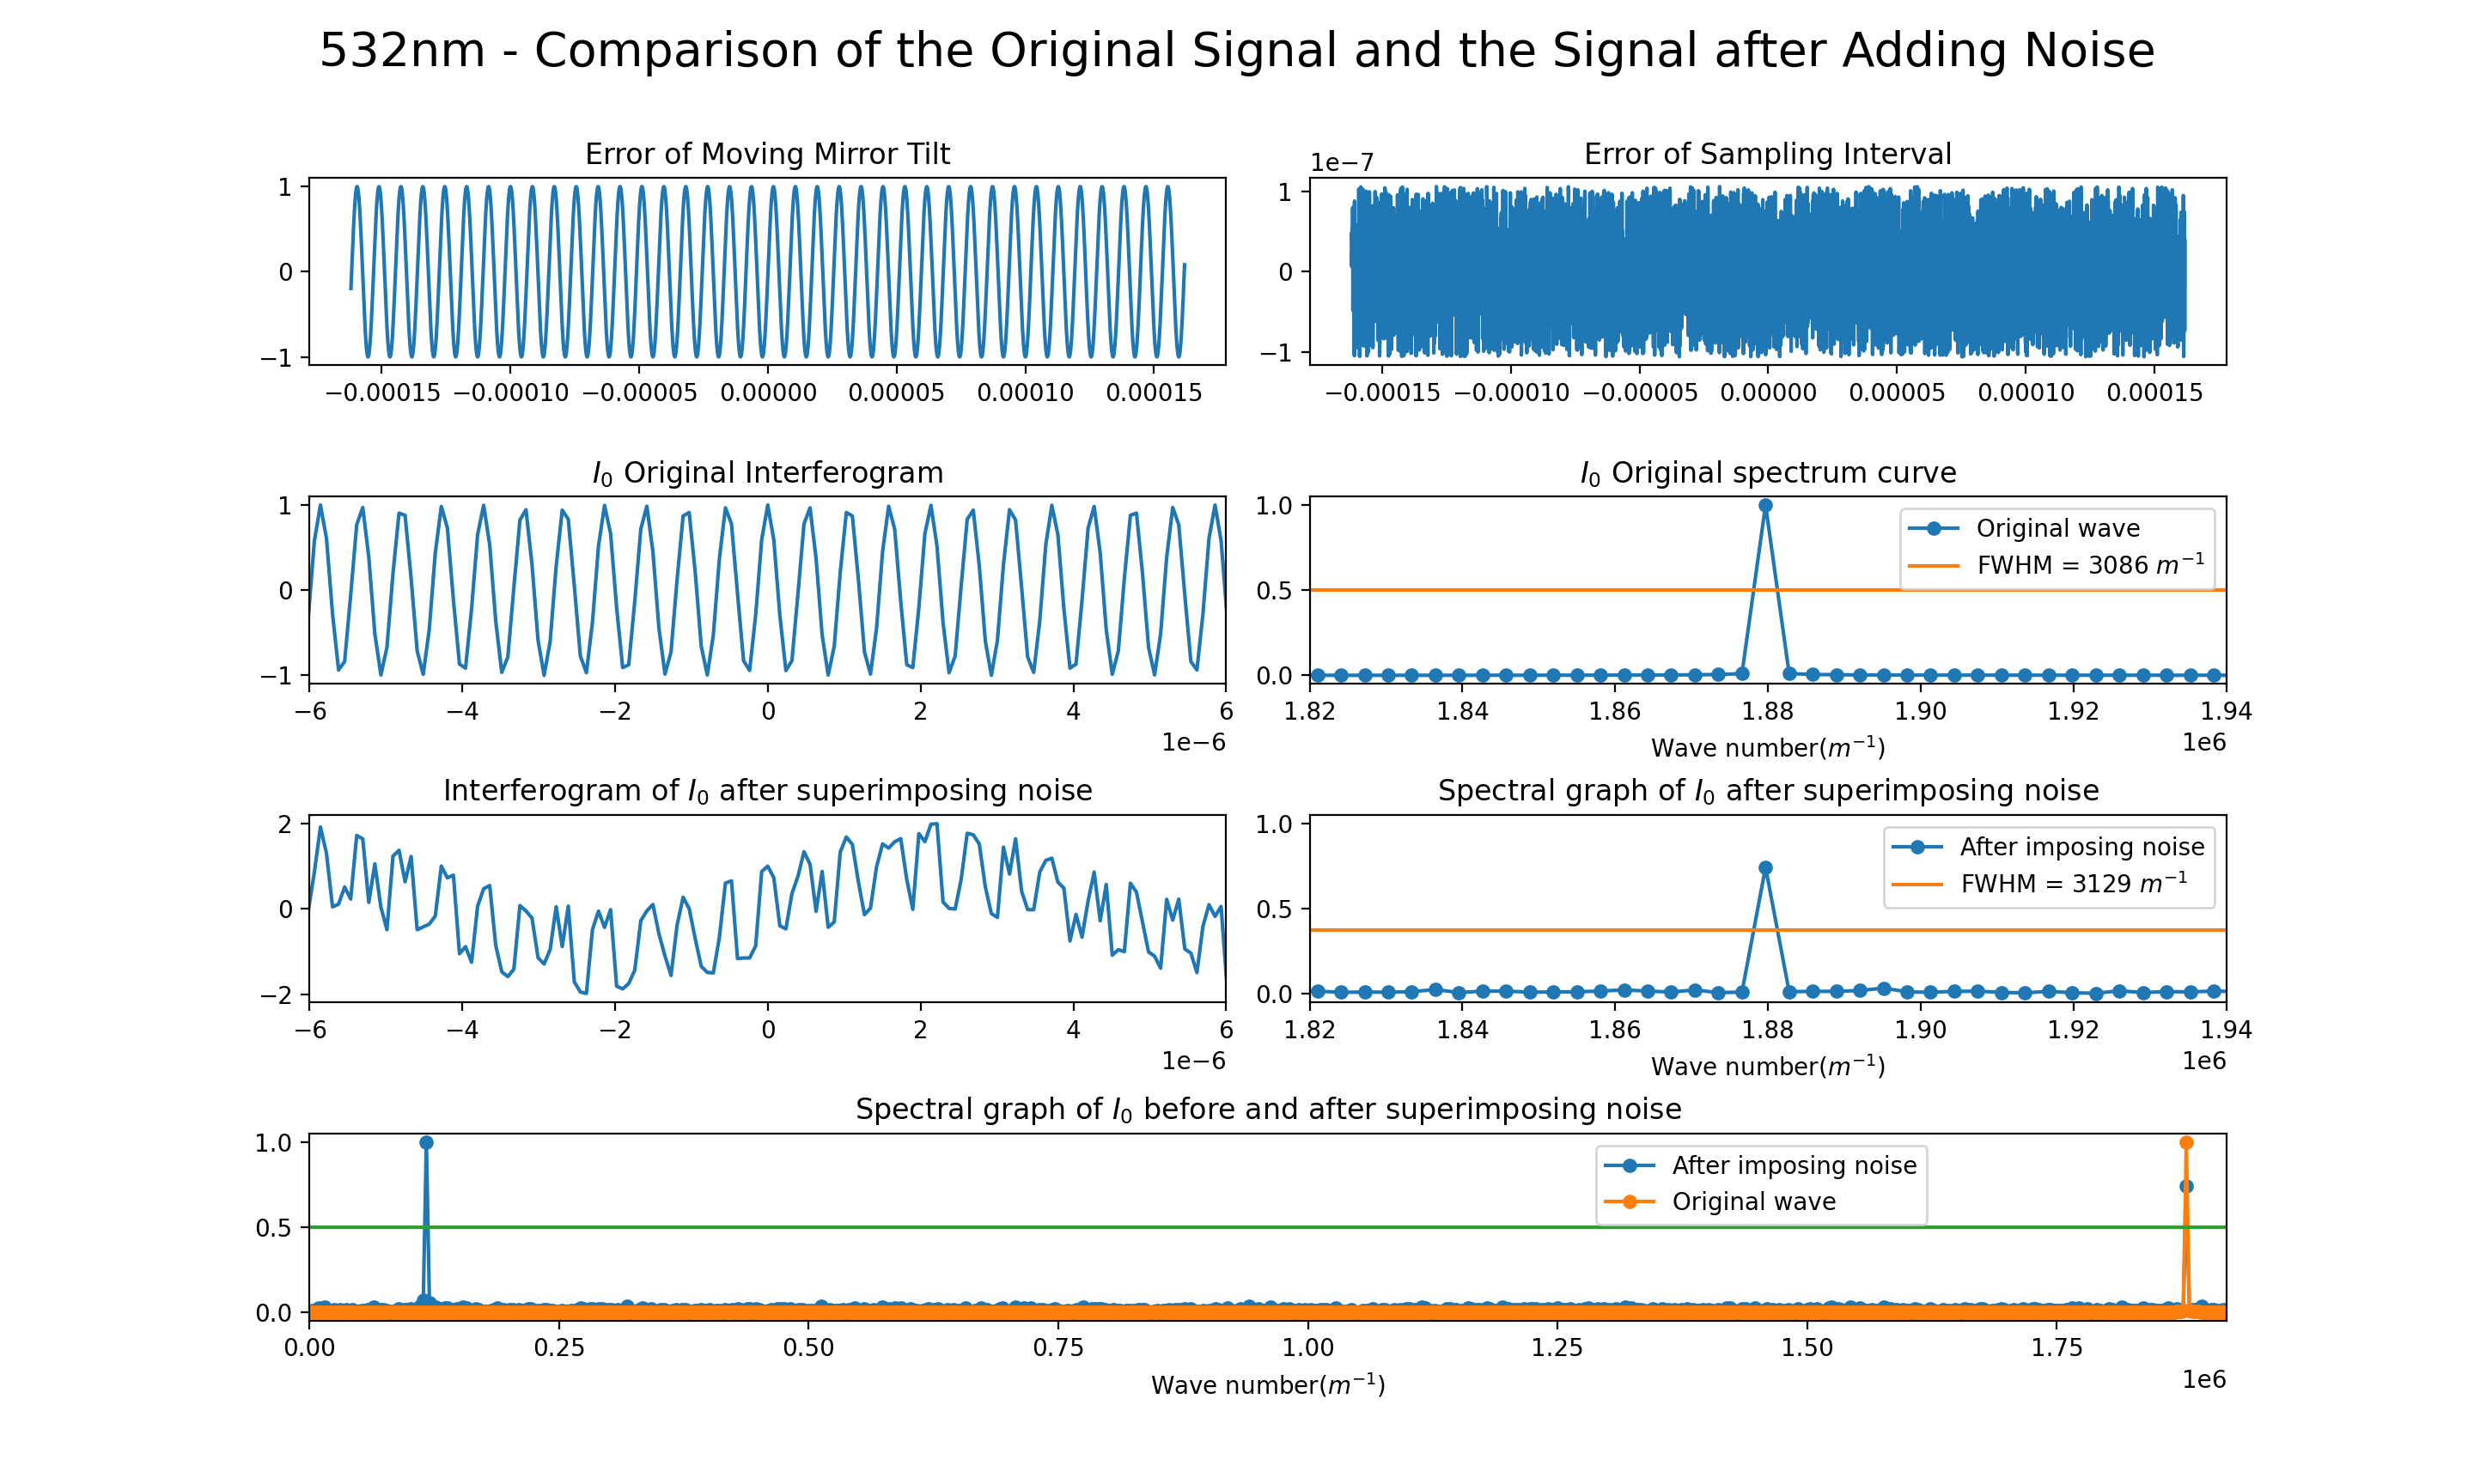 532nm - Comparison of the Original Signal and the Signal after Adding Noise
Error of Moving Mirror Tilt
1
0
−1
−0.00015 −0.00010 −0.00005 0.00000 0.00005 0.00010 0.00015
Error of Sampling Interval
1e−7
1
0
−1
−0.00015 −0.00010 −0.00005 0.00000 0.00005 0.00010 0.00015
I₀ Original Interferogram
1
0
−1
−6 −4 −2 0 2 4 6
1e−6
I₀ Original spectrum curve
1.0
0.5
0.0
Original wave
FWHM = 3086 m⁻¹
1.82 1.84 1.86 1.88 1.90 1.92 1.94
Wave number(m⁻¹)
1e6
Interferogram of I₀ after superimposing noise
2
0
−2
−6 −4 −2 0 2 4 6
1e−6
Spectral graph of I₀ after superimposing noise
1.0
0.5
0.0
After imposing noise
FWHM = 3129 m⁻¹
1.82 1.84 1.86 1.88 1.90 1.92 1.94
Wave number(m⁻¹)
1e6
Spectral graph of I₀ before and after superimposing noise
1.0
0.5
0.0
After imposing noise
Original wave
0.00 0.25 0.50 0.75 1.00 1.25 1.50 1.75
Wave number(m⁻¹)
1e6